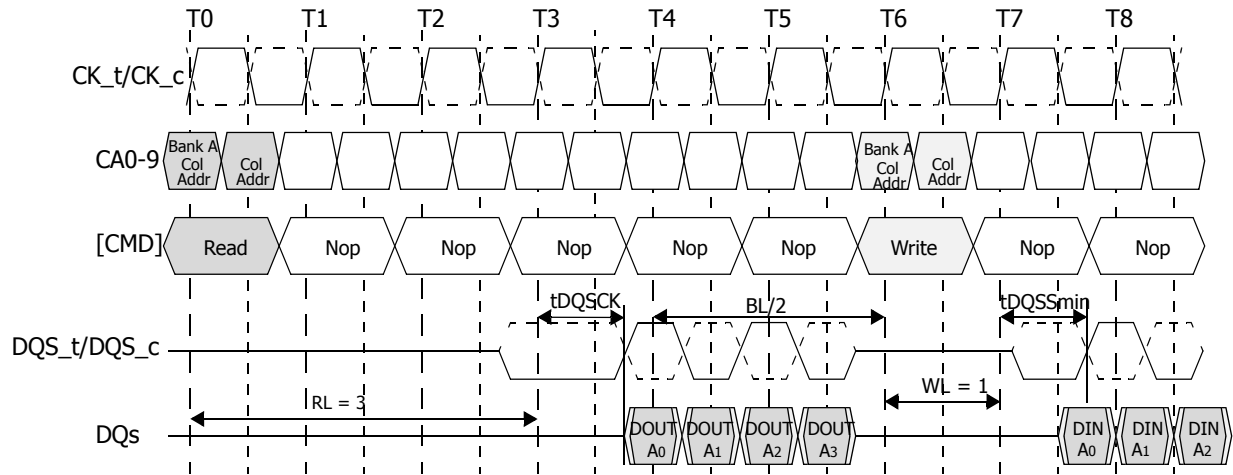 T0 T1 T2 T3 T4 T5 T6 T7 T8
CK_t/CK_c
CA0-9
Bank A Col Addr
Col Addr
Bank A Col Addr
Col Addr
[CMD]
Read Nop Nop Nop Nop Nop Write Nop Nop
tDQSCK BL/2 tDQSSmin
DQS_t/DQS_c
RL = 3 WL = 1
DQs
DOUT A0
DOUT A1
DOUT A2
DOUT A3
DIN A0
DIN A1
DIN A2